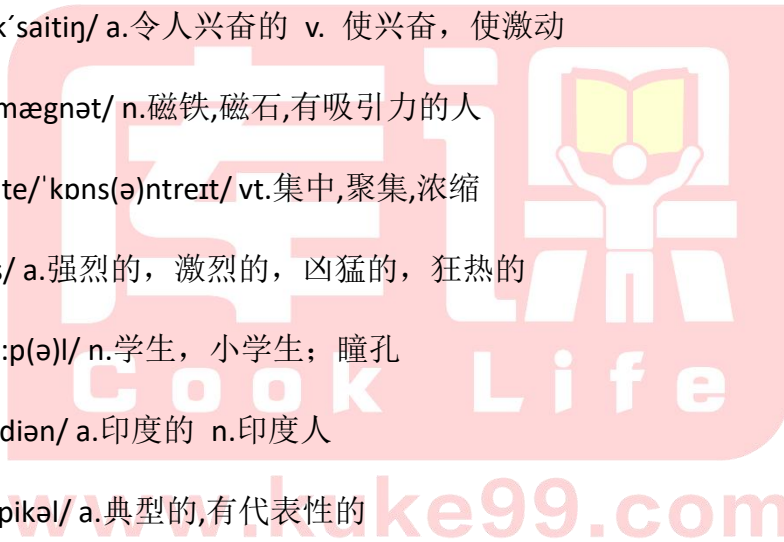 k´saitiŋ/ a.令人兴奋的 v. 使兴奋，使激动
mægnət/ n.磁铁,磁石,有吸引力的人
te/ˈkɒns(ə)ntreɪt/ vt.集中,聚集,浓缩
/ a.强烈的，激烈的，凶猛的，狂热的
:p(ə)l/ n.学生，小学生；瞳孔
diən/ a.印度的 n.印度人
pikəl/ a.典型的,有代表性的
库课
Cook Life
www.kuke99.com